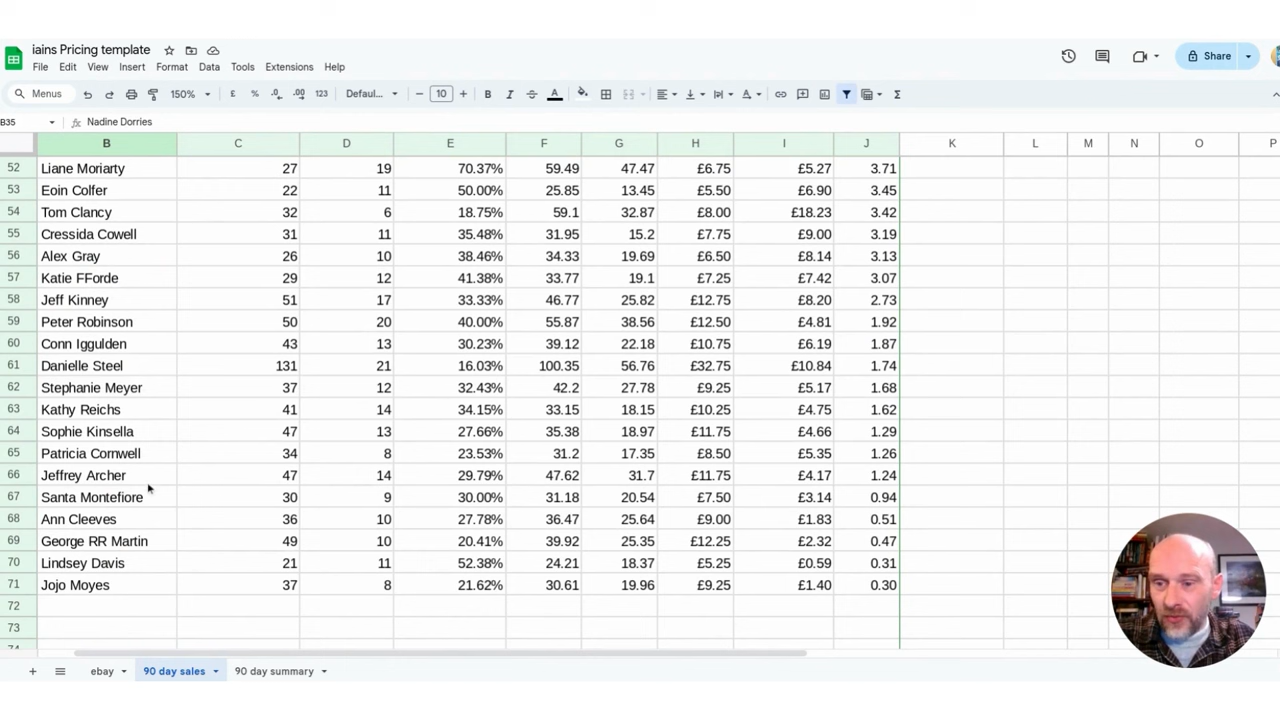 iains Pricing template
File Edit View Insert Format Data Tools Extensions Help
Share
Menus 150% £ % .0 .00 123 Defaul... 10 B I A
B35 Nadine Dorries
B C D E F G H I J K L M N O P
52 Liane Moriarty 27 19 70.37% 59.49 47.47 £6.75 £5.27 3.71
53 Eoin Colfer 22 11 50.00% 25.85 13.45 £5.50 £6.90 3.45
54 Tom Clancy 32 6 18.75% 59.1 32.87 £8.00 £18.23 3.42
55 Cressida Cowell 31 11 35.48% 31.95 15.2 £7.75 £9.00 3.19
56 Alex Gray 26 10 38.46% 34.33 19.69 £6.50 £8.14 3.13
57 Katie FForde 29 12 41.38% 33.77 19.1 £7.25 £7.42 3.07
58 Jeff Kinney 51 17 33.33% 46.77 25.82 £12.75 £8.20 2.73
59 Peter Robinson 50 20 40.00% 55.87 38.56 £12.50 £4.81 1.92
60 Conn Iggulden 43 13 30.23% 39.12 22.18 £10.75 £6.19 1.87
61 Danielle Steel 131 21 16.03% 100.35 56.76 £32.75 £10.84 1.74
62 Stephanie Meyer 37 12 32.43% 42.2 27.78 £9.25 £5.17 1.68
63 Kathy Reichs 41 14 34.15% 33.15 18.15 £10.25 £4.75 1.62
64 Sophie Kinsella 47 13 27.66% 35.38 18.97 £11.75 £4.66 1.29
65 Patricia Cornwell 34 8 23.53% 31.2 17.35 £8.50 £5.35 1.26
66 Jeffrey Archer 47 14 29.79% 47.62 31.7 £11.75 £4.17 1.24
67 Santa Montefiore 30 9 30.00% 31.18 20.54 £7.50 £3.14 0.94
68 Ann Cleeves 36 10 27.78% 36.47 25.64 £9.00 £1.83 0.51
69 George RR Martin 49 10 20.41% 39.92 25.35 £12.25 £2.32 0.47
70 Lindsey Davis 21 11 52.38% 24.21 18.37 £5.25 £0.59 0.31
71 Jojo Moyes 37 8 21.62% 30.61 19.96 £9.25 £1.40 0.30
72
73
ebay 90 day sales 90 day summary